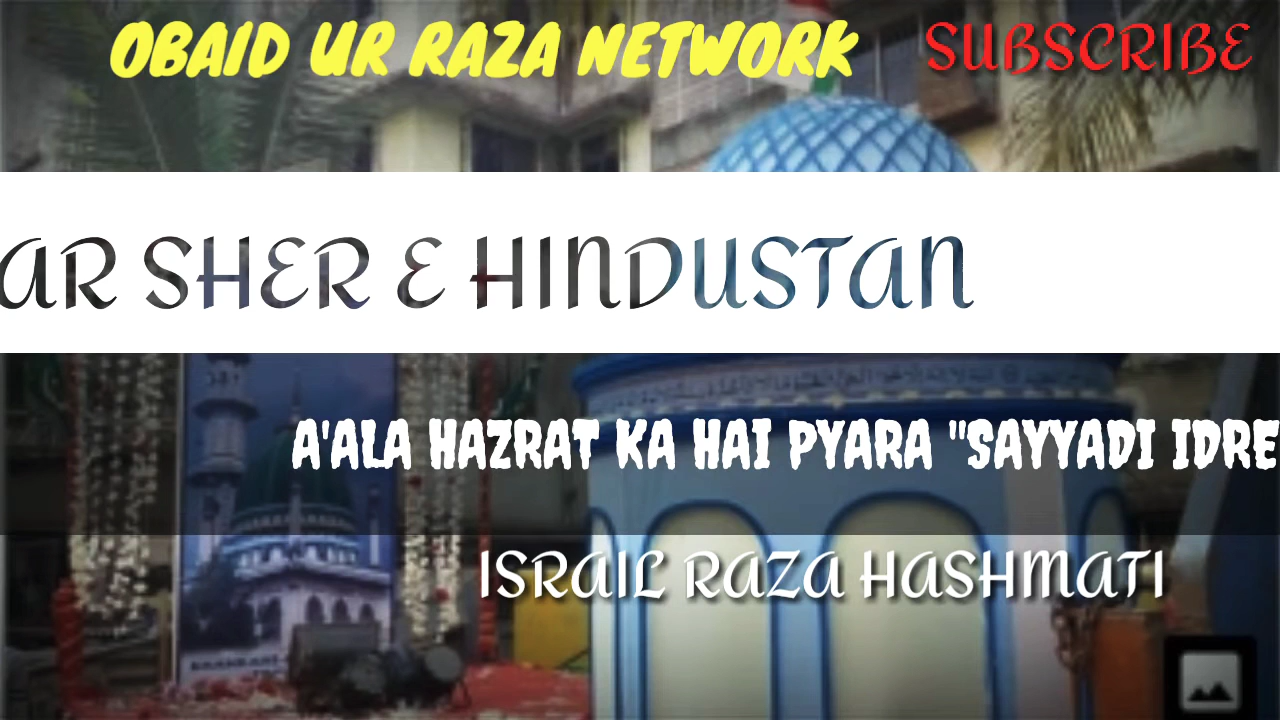 OBAID UR RAZA NETWORK SUBSCRIBE
AR SHER E HINDUSTAN
A'ALA HAZRAT KA HAI PYARA "SAYYADI IDRE
ISRAIL RAZA HASHMATI